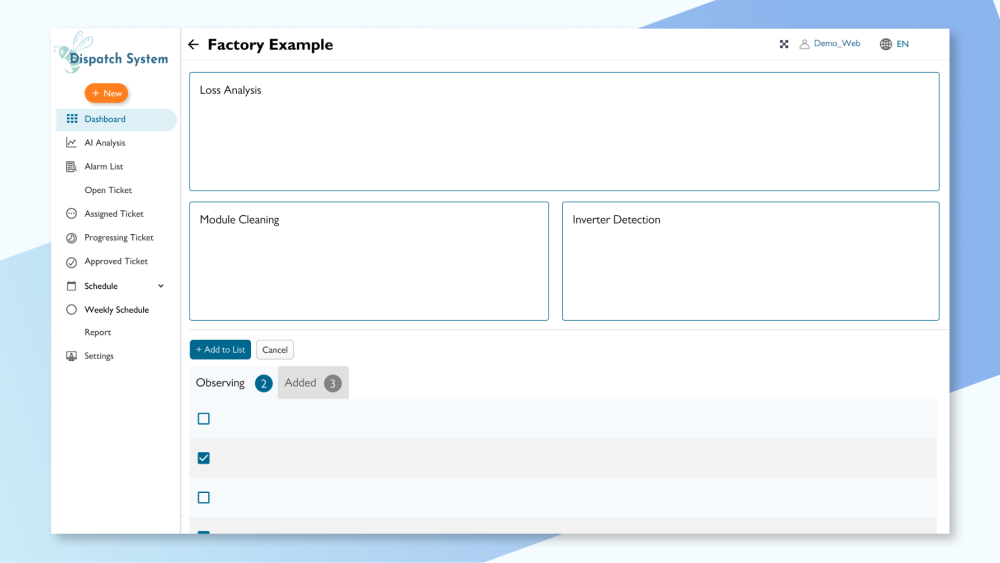 Dispatch System
← Factory Example
Demo_Web
EN
+ New
Dashboard
AI Analysis
Alarm List
Open Ticket
Assigned Ticket
Progressing Ticket
Approved Ticket
Schedule
Weekly Schedule
Report
Settings
Loss Analysis
Module Cleaning
Inverter Detection
+ Add to List
Cancel
Observing 2
Added 3